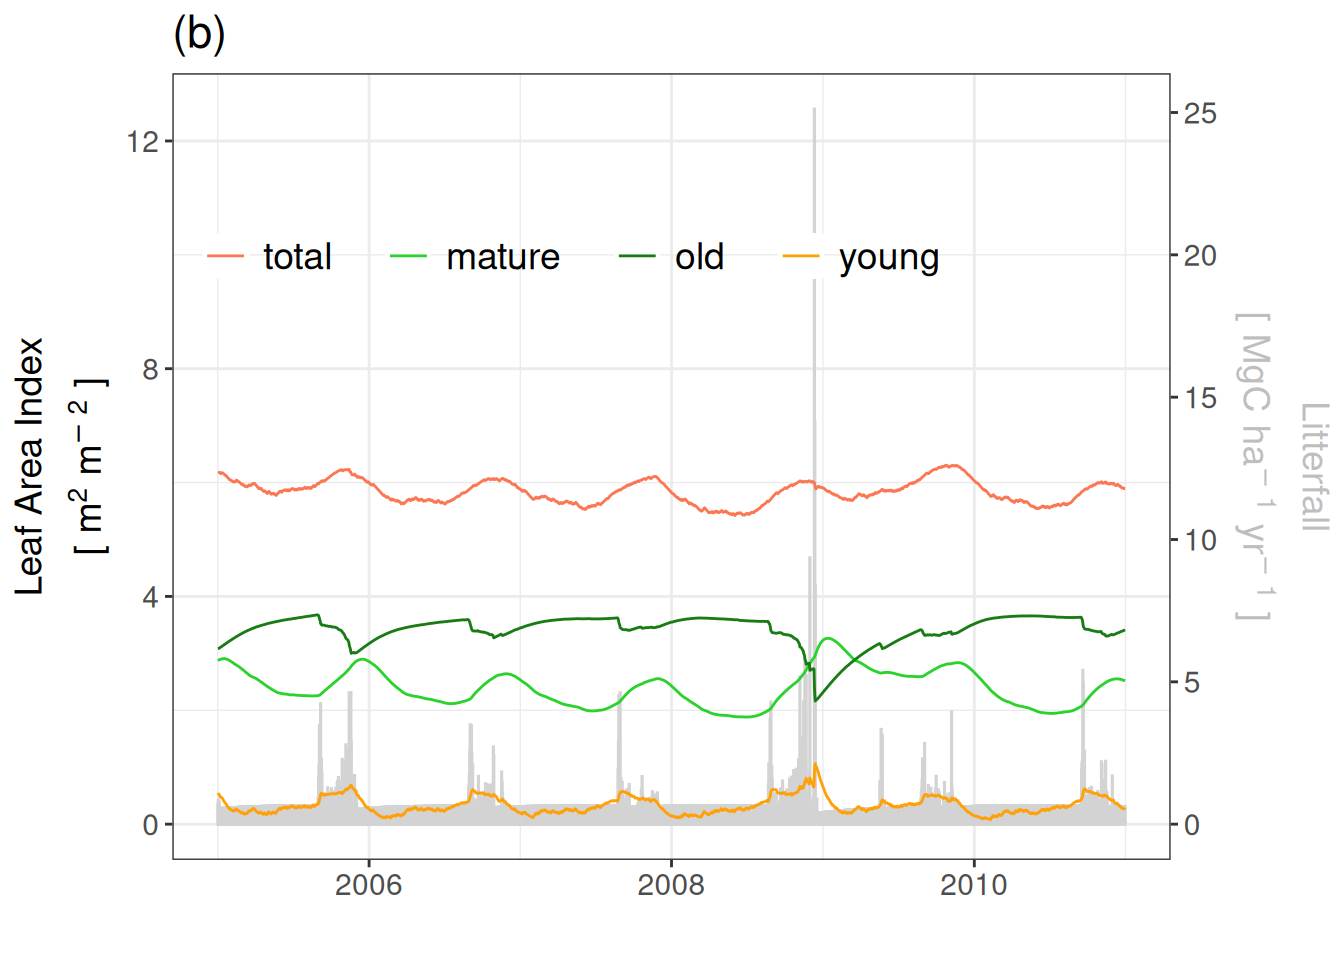 (b)
12
8
4
0
25
20
15
10
5
0
total mature old young
2006 2008 2010
Leaf Area Index
[ m² m⁻² ]
Litterfall
[ MgC ha⁻¹ yr⁻¹ ]